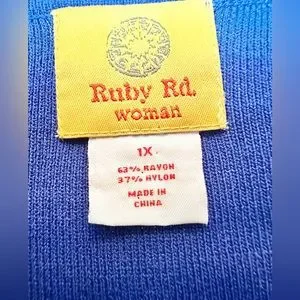 Ruby Rd.
woman
1X
63% RAYON
37% NYLON
MADE IN
CHINA